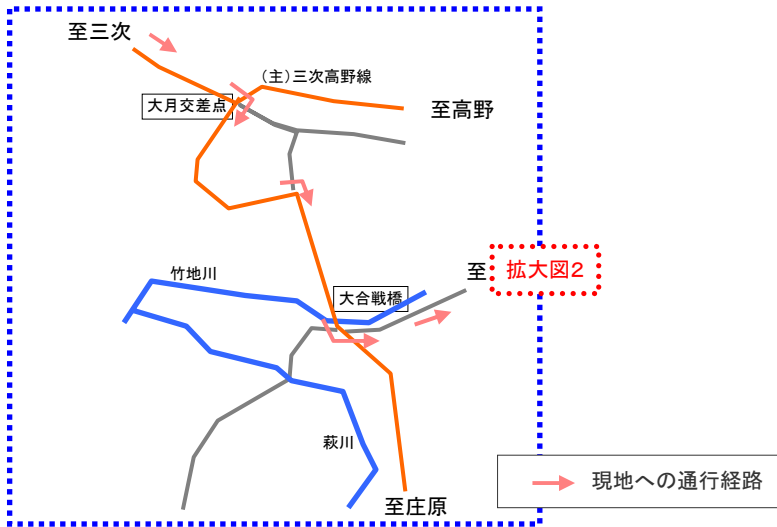 至三次
(主)三次高野線
大月交差点
至高野
至
拡大図2
竹地川
大合戦橋
萩川
現地への通行経路
至庄原